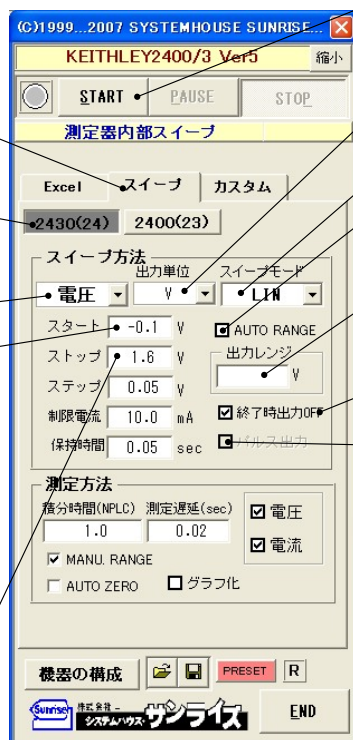 (C)1999...2007 SYSTEMHOUSE SUNRISE...
KEITHLEY2400/3 Ver5 縮小
START PAUSE STOP
測定器内部スイープ
Excel スイープ カスタム
2430(24) 2400(23)
スイープ方法
出力単位 スイープモード
電圧 V LIN
スタート -0.1 V AUTO RANGE
ストップ 1.6 V 出力レンジ
V
ステップ 0.05 V
制限電流 10.0 mA 終了時出力OFF
保持時間 0.05 sec パルス出力
測定方法
積分時間(NPLC) 測定遅延(sec) 電圧
1.0 0.02
電流
MANU. RANGE
AUTO ZERO グラフ化
機器の構成 PRESET R
Sunrise 株式会社 システムハウス・サンライズ END